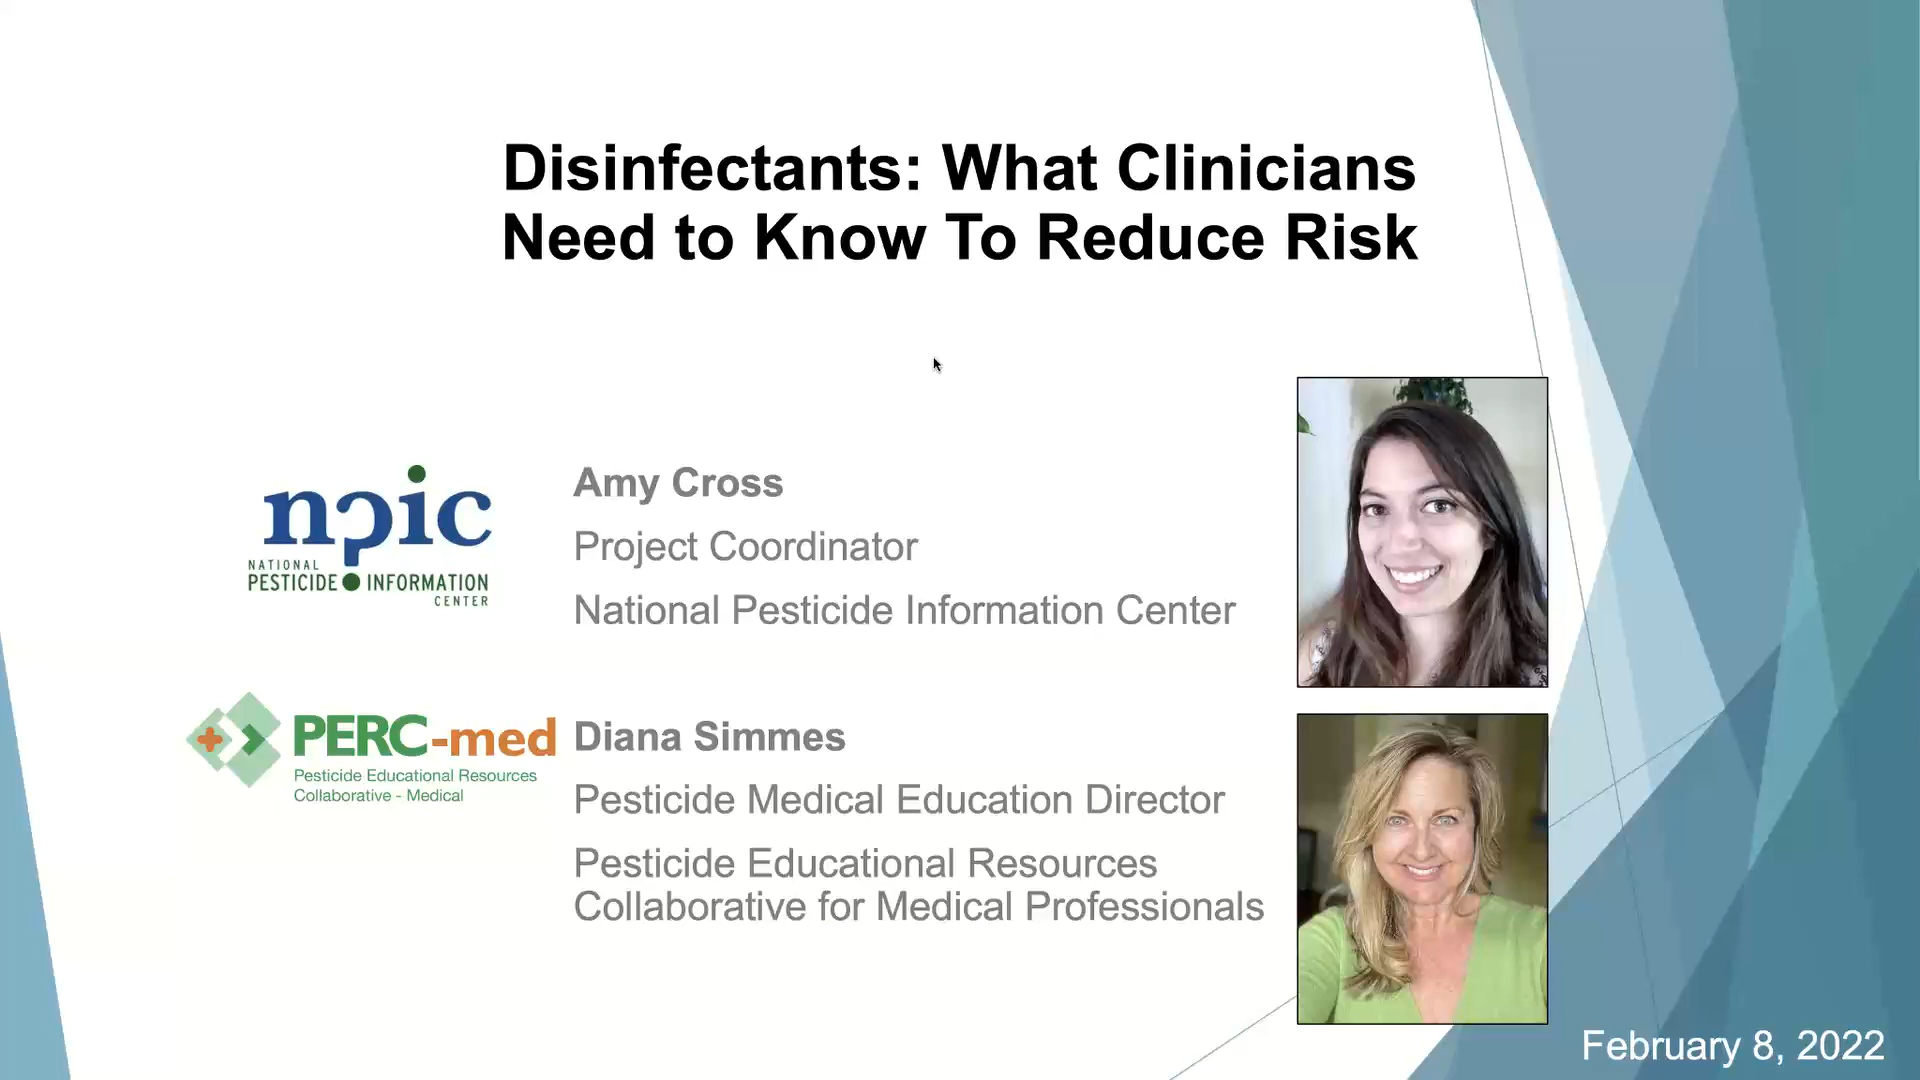 Disinfectants: What Clinicians
Need to Know To Reduce Risk
npic
NATIONAL
PESTICIDE INFORMATION
CENTER
Amy Cross
Project Coordinator
National Pesticide Information Center
PERC-med
Pesticide Educational Resources
Collaborative - Medical
Diana Simmes
Pesticide Medical Education Director
Pesticide Educational Resources
Collaborative for Medical Professionals
February 8, 2022